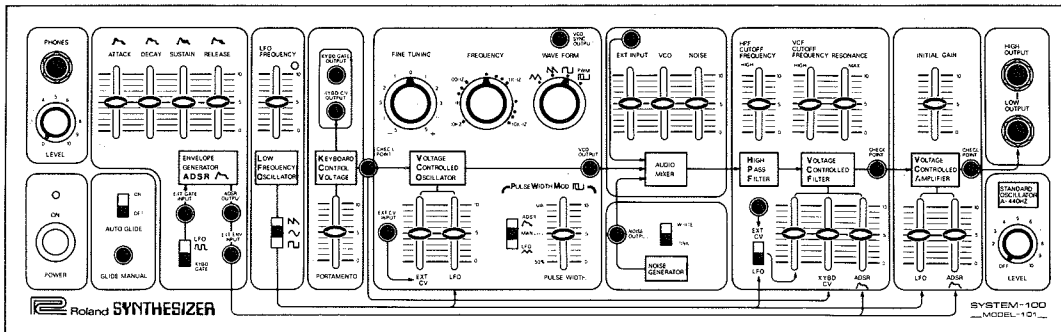 PHONES
LEVEL
ON
POWER
ATTACK DECAY SUSTAIN RELEASE
ENVELOPE
GENERATOR
ADSR
ON
OFF
AUTO GLIDE
GLIDE MANUAL
EXT GATE
INPUT
ADSR
OUTPUT
EXT ENV
INPUT
LFO
KYBD
GATE
LFO
FREQUENCY
LOW
FREQUENCY
OSCILLATOR
KYBD GATE
OUTPUT
KYBD CV
OUTPUT
KEYBOARD
CONTROL
VOLTAGE
PORTAMENTO
FINE TUNING
FREQUENCY
WAVE FORM
VCO
SYNC
OUTPUT
PWM
CHECK
POINT
VOLTAGE
CONTROLLED
OSCILLATOR
EXT CV
INPUT
EXT
CV
LFO
VCO
OUTPUT
PULSE WIDTH MOD
ADSR
LFO
50%
PULSE WIDTH
EXT INPUT
VCO
NOISE
AUDIO
MIXER
NOISE
OUTPUT
WHITE
PINK
NOISE
GENERATOR
HPF
CUTOFF
FREQUENCY
HIGH
VCF
CUTOFF
FREQUENCY RESONANCE
HIGH
MAX
HIGH
PASS
FILTER
VOLTAGE
CONTROLLED
FILTER
CHECK
POINT
EXT
CV
LFO
KYBD
CV
ADSR
INITIAL GAIN
VOLTAGE
CONTROLLED
AMPLIFIER
CHECK
POINT
LFO
ADSR
HIGH
OUTPUT
LOW
OUTPUT
STANDARD
OSCILLATOR
A-440HZ
OFF
LEVEL
Roland SYNTHESIZER
SYSTEM-100
MODEL-101